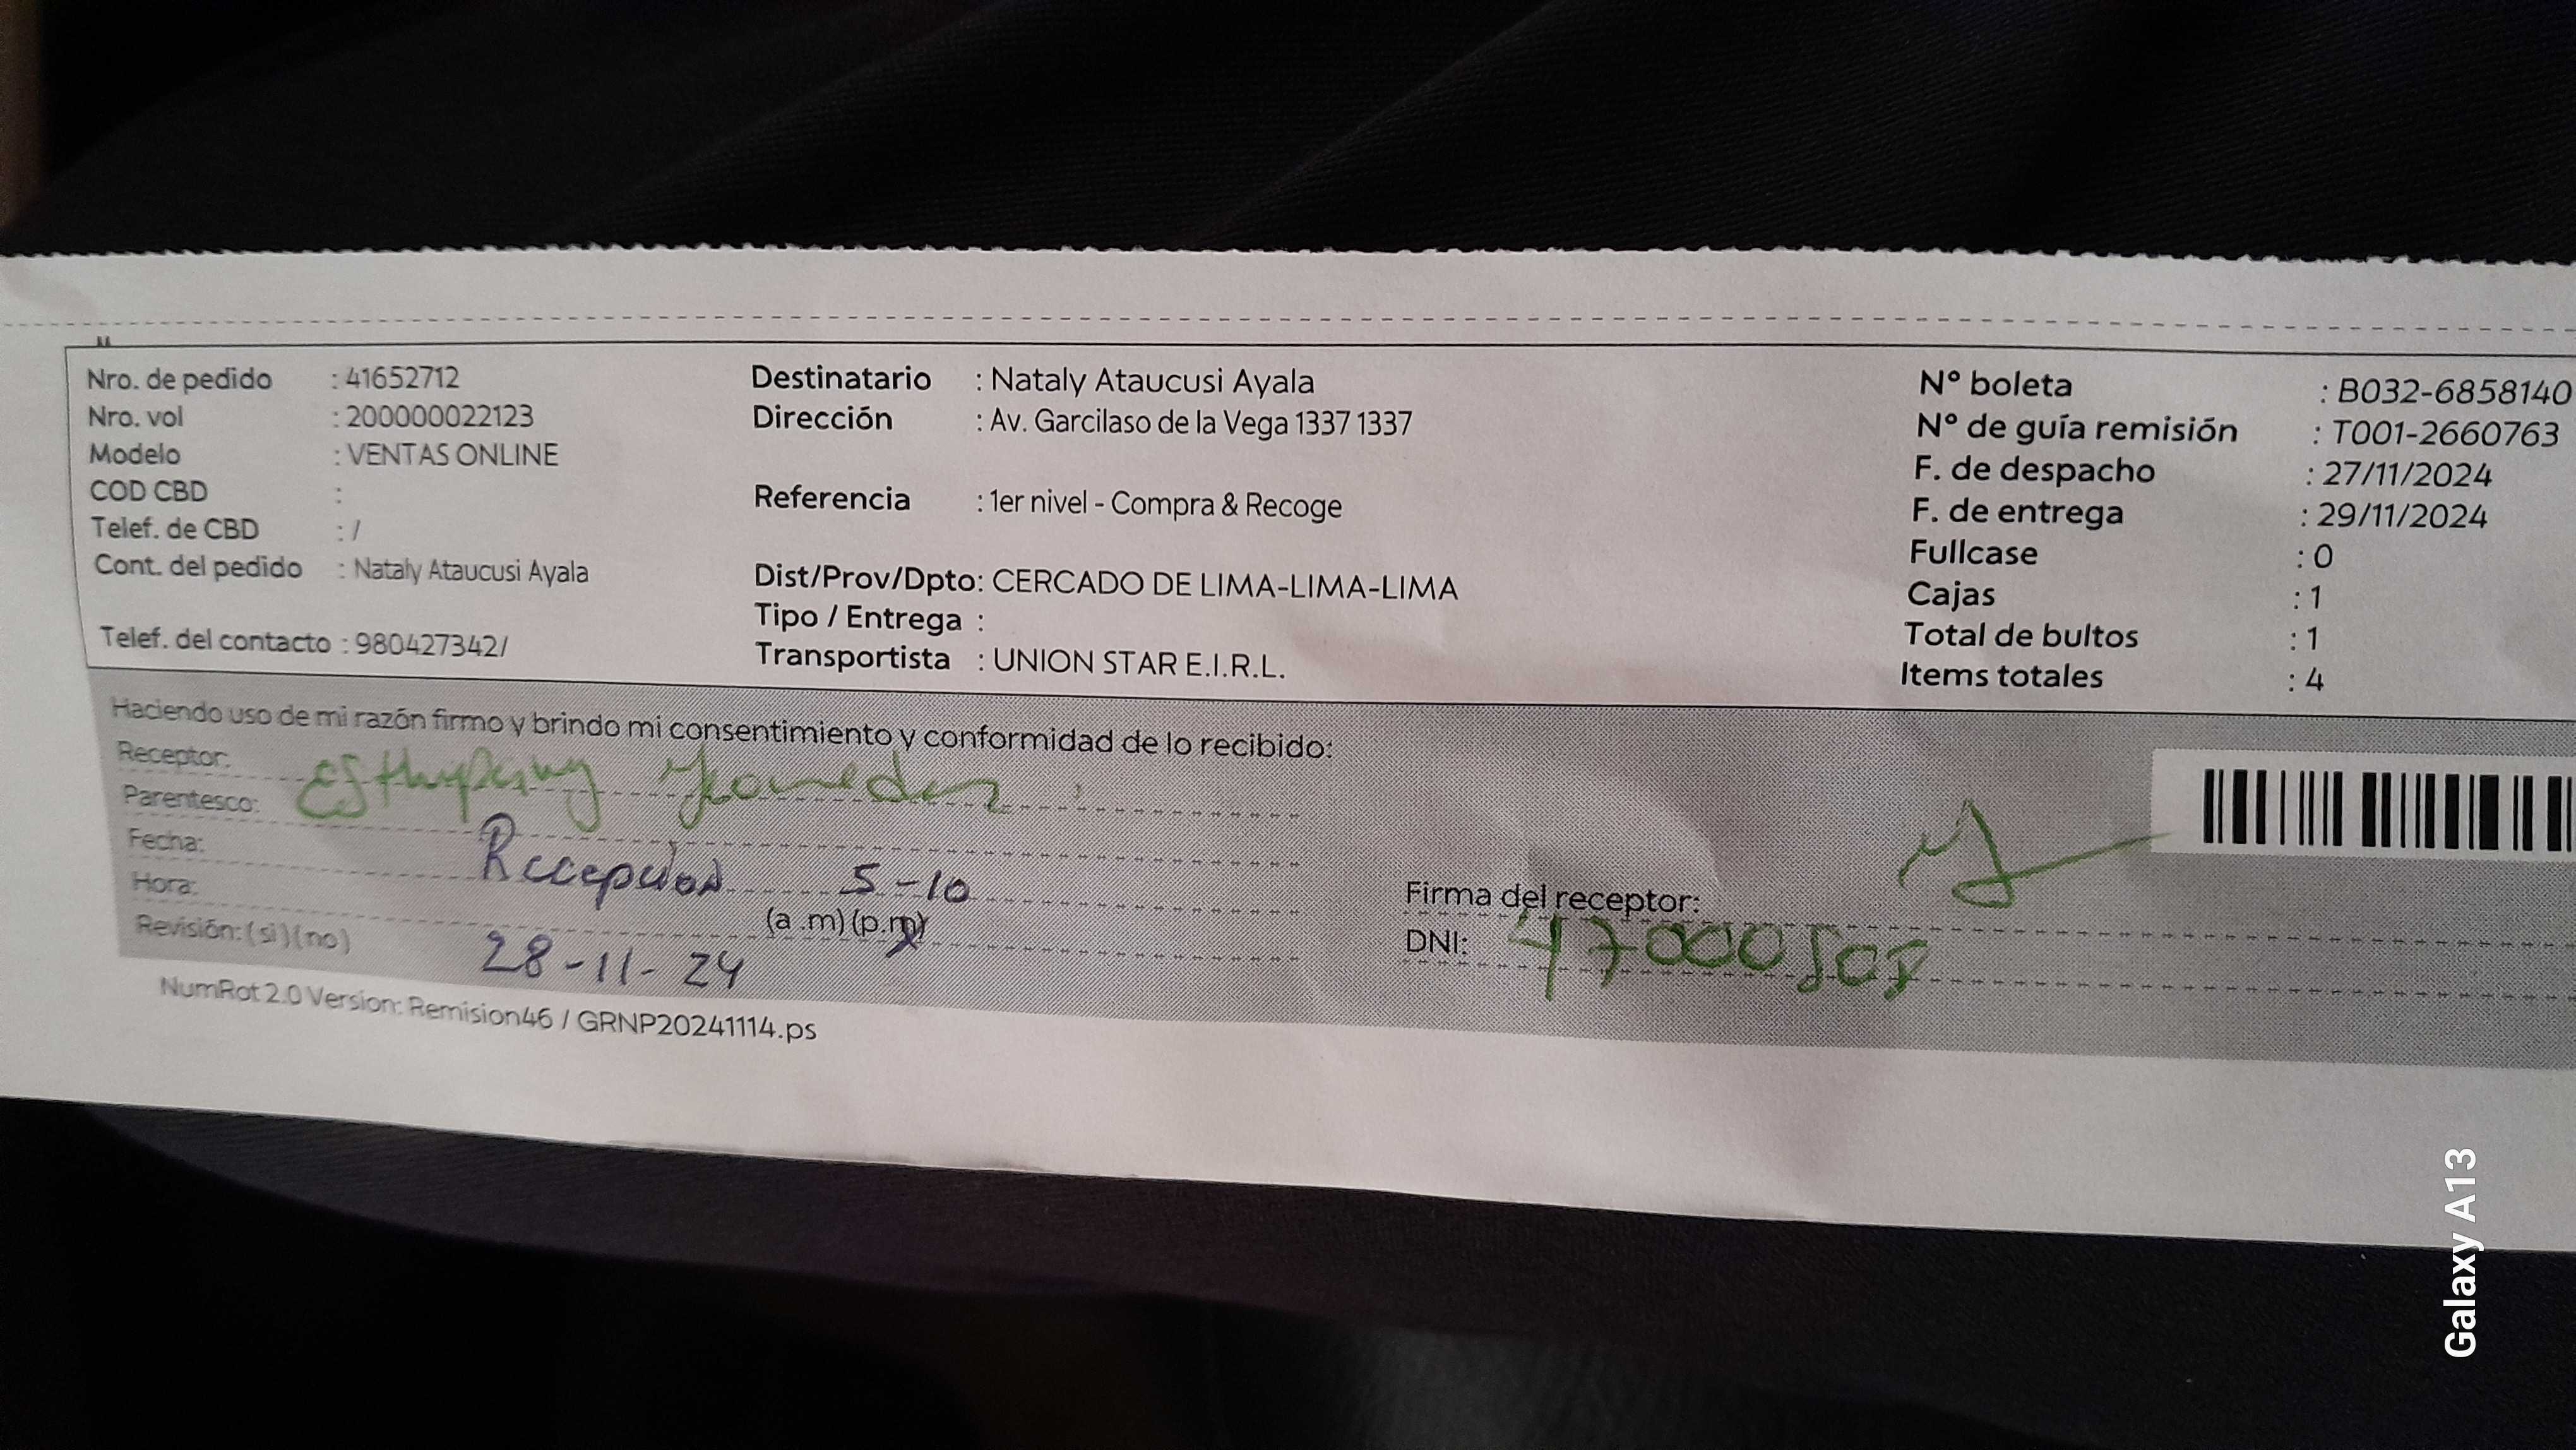 Nro. de pedido : 41652712
Nro. vol : 200000022123
Modelo : VENTAS ONLINE
COD CBD :
Telef. de CBD : /
Cont. del pedido : Nataly Ataucusi Ayala
Telef. del contacto : 980427342/
Destinatario : Nataly Ataucusi Ayala
Dirección : Av. Garcilaso de la Vega 1337 1337
Referencia : 1er nivel - Compra & Recoge
Dist/Prov/Dpto: CERCADO DE LIMA-LIMA-LIMA
Tipo / Entrega :
Transportista : UNION STAR E.I.R.L.
N° boleta : B032-6858140
N° de guía remisión : T001-2660763
F. de despacho : 27/11/2024
F. de entrega : 29/11/2024
Fullcase : 0
Cajas : 1
Total de bultos : 1
Items totales : 4
Haciendo uso de mi razón firmo y brindo mi consentimiento y conformidad de lo recibido:
Receptor:
Parentesco:
Fecha:
Recepción 5-10
Hora: (a.m)(p.m)
Revisión: (si)(no) 28-11-24
Firma del receptor:
DNI:
NumRot 2.0 Version: Remision46 / GRNP20241114.ps
Galaxy A13